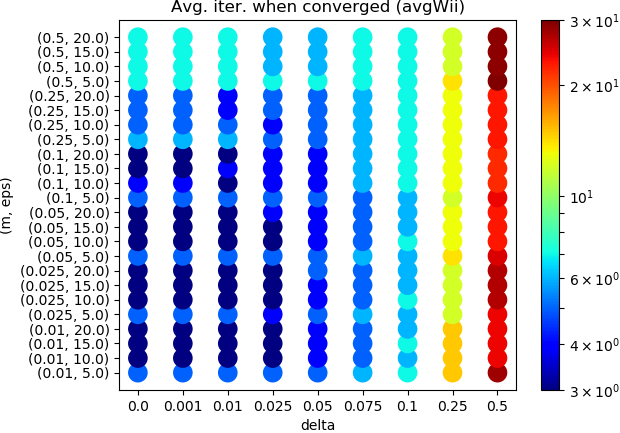 Avg. iter. when converged (avgWii)
(m, eps)
(0.5, 20.0)
(0.5, 15.0)
(0.5, 10.0)
(0.5, 5.0)
(0.25, 20.0)
(0.25, 15.0)
(0.25, 10.0)
(0.25, 5.0)
(0.1, 20.0)
(0.1, 15.0)
(0.1, 10.0)
(0.1, 5.0)
(0.05, 20.0)
(0.05, 15.0)
(0.05, 10.0)
(0.05, 5.0)
(0.025, 20.0)
(0.025, 15.0)
(0.025, 10.0)
(0.025, 5.0)
(0.01, 20.0)
(0.01, 15.0)
(0.01, 10.0)
(0.01, 5.0)
0.0 0.001 0.01 0.025 0.05 0.075 0.1 0.25 0.5
delta
3 × 10¹
2 × 10¹
10¹
6 × 10⁰
4 × 10⁰
3 × 10⁰